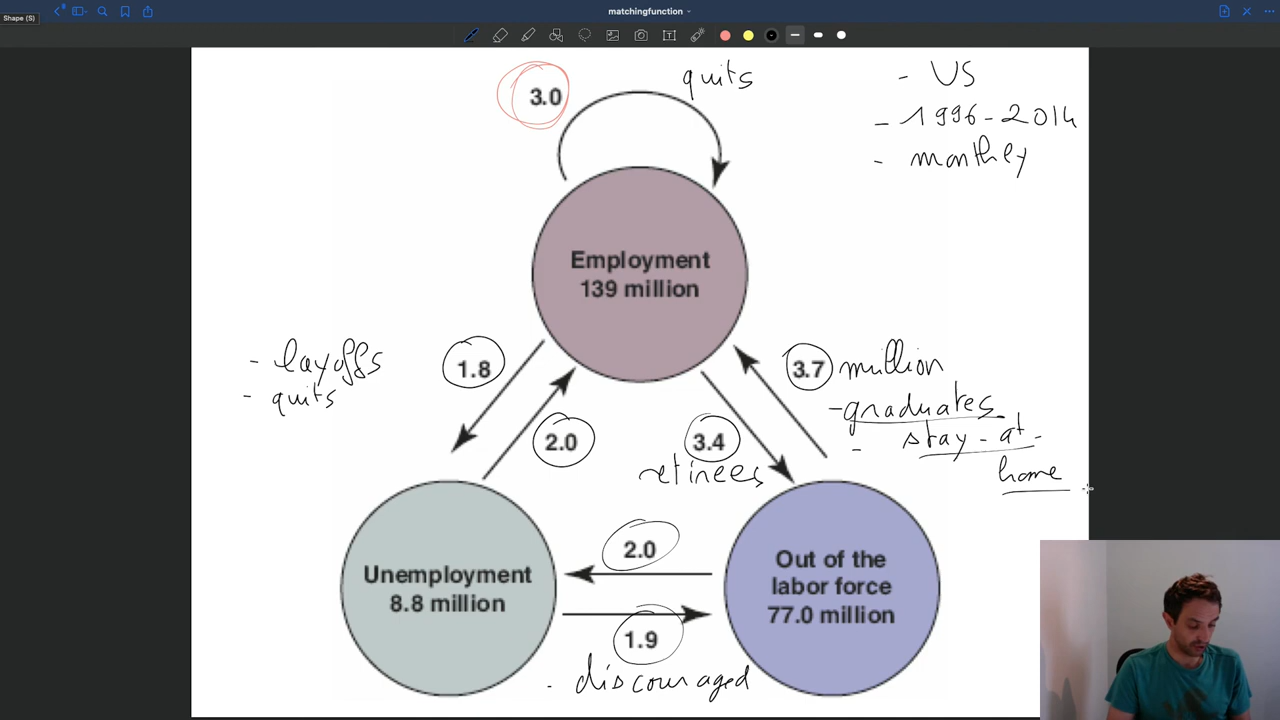 Shape (S)
matchingfunction
3.0
quits
- US
- 1996-2014
- monthly
Employment
139 million
- layoffs
- quits
1.8
2.0
3.4
retirees
3.7 million
- graduates
- stay-at-
home
2.0
1.9
- discouraged
Unemployment
8.8 million
Out of the
labor force
77.0 million